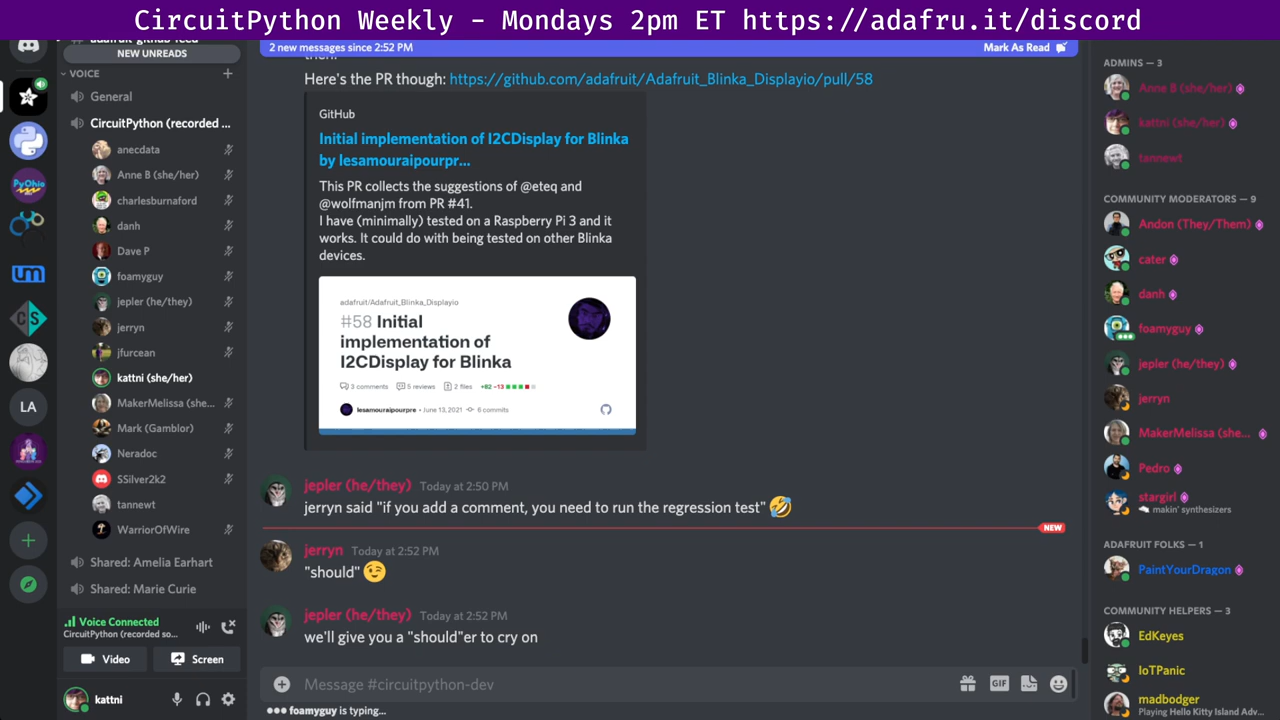 CircuitPython Weekly - Mondays 2pm ET https://adafru.it/discord
NEW UNREADS
VOICE
General
CircuitPython (recorded ...
anecdata
Anne B (she/her)
charlesburnaford
danh
Dave P
foamyguy
jepler (he/they)
jerryn
jfurcean
kattni (she/her)
MakerMelissa (she...
Mark (Gamblor)
Neradoc
SSilver2k2
tannewt
WarriorOfWire
Shared: Amelia Earhart
Shared: Marie Curie
Voice Connected
CircuitPython (recorded so...
Video
Screen
kattni
PyOhio
LA
2 new messages since 2:52 PM
Mark As Read
Here's the PR though: https://github.com/adafruit/Adafruit_Blinka_Displayio/pull/58
GitHub
Initial implementation of I2CDisplay for Blinka
by lesamouraipourpr...
This PR collects the suggestions of @eteq and
@wolfmanjm from PR #41.
I have (minimally) tested on a Raspberry Pi 3 and it
works. It could do with being tested on other Blinka
devices.
adafruit/Adafruit_Blinka_Displayio
#58 Initial
implementation of
I2CDisplay for Blinka
3 comments 5 reviews 2 files +82 -13
lesamouraipourpre • June 13, 2021 6 commits
jepler (he/they) Today at 2:50 PM
jerryn said "if you add a comment, you need to run the regression test" 🤣
NEW
jerryn Today at 2:52 PM
"should" 😉
jepler (he/they) Today at 2:52 PM
we'll give you a "should"er to cry on
Message #circuitpython-dev
GIF
foamyguy is typing...
ADMINS — 3
Anne B (she/her)
kattni (she/her)
tannewt
COMMUNITY MODERATORS — 9
Andon (They/Them)
cater
danh
foamyguy
jepler (he/they)
jerryn
MakerMelissa (she...
Pedro
stargirl
makin' synthesizers
ADAFRUIT FOLKS — 1
PaintYourDragon
COMMUNITY HELPERS — 3
EdKeyes
IoTPanic
madbodger
Playing Hello Kitty Island Adv...